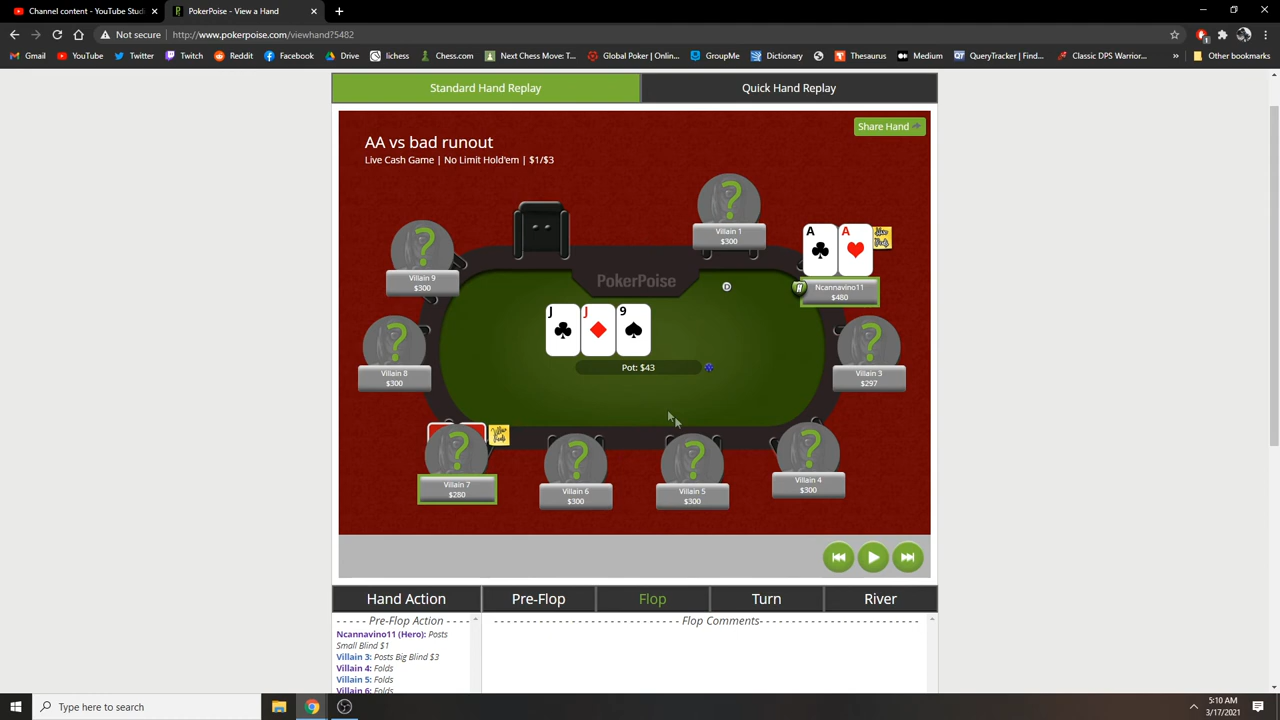 Channel content - YouTube Studi
PokerPoise - View a Hand
Not secure | http://www.pokerpoise.com/viewhand?5482
Gmail YouTube Twitter Twitch Reddit Facebook Drive lichess Chess.com Next Chess Move: T... Global Poker | Onlin... GroupMe Dictionary Thesaurus Medium QueryTracker | Find... Classic DPS Warrior... » Other bookmarks
Standard Hand Replay
Quick Hand Replay
Share Hand
AA vs bad runout
Live Cash Game | No Limit Hold'em | $1/$3
Villain 1
$300
A A
Ncannavino11
$480
Villain 9
$300
PokerPoise
D
J J 9
Pot: $43
Villain 8
$300
Villain 3
$297
Villain 7
$280
Villain 6
$300
Villain 5
$300
Villain 4
$300
Hand Action
Pre-Flop
Flop
Turn
River
- - - - - Pre-Flop Action - - - -
Ncannavino11 (Hero): Posts
Small Blind $1
Villain 3: Posts Big Blind $3
Villain 4: Folds
Villain 5: Folds
Villain 6: Folds
Flop Comments
Type here to search
5:10 AM
3/17/2021